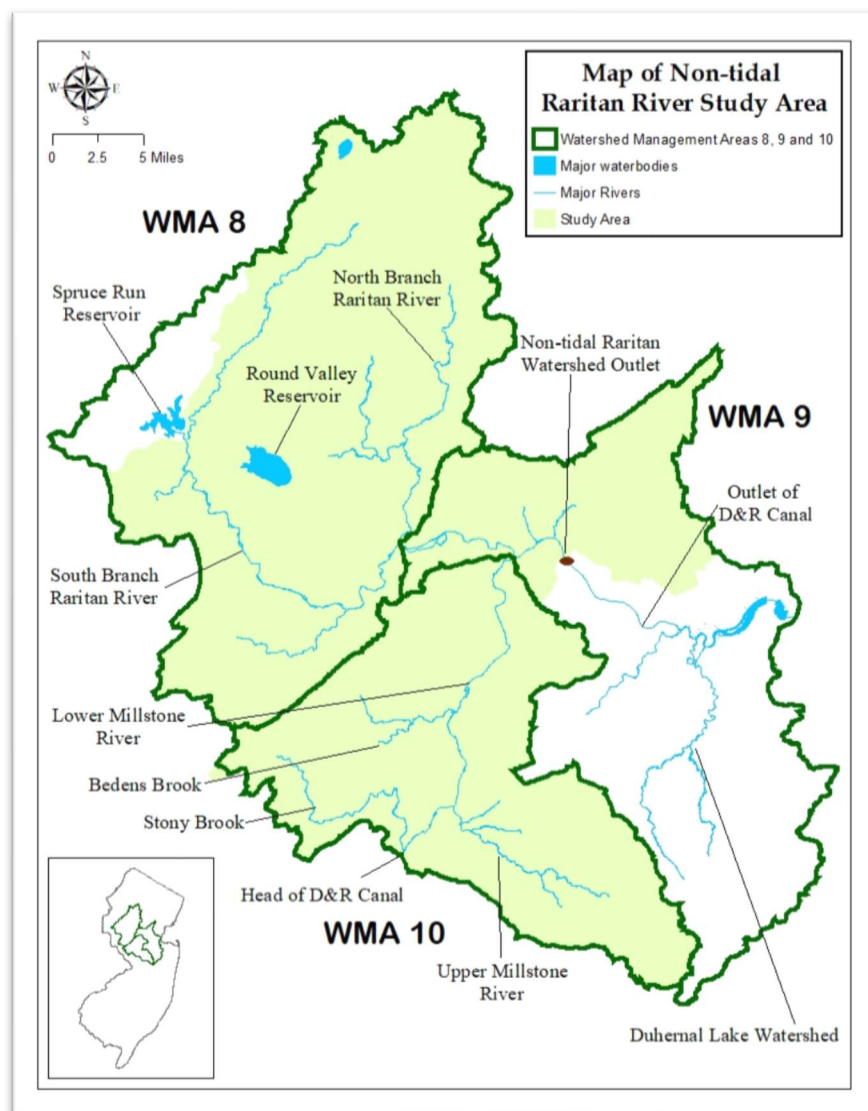 Map of Non-tidal
Raritan River Study Area
Watershed Management Areas 8, 9 and 10
Major waterbodies
Major Rivers
Study Area
N
W
E
S
0 2.5 5 Miles
WMA 8
North Branch
Raritan River
Spruce Run
Reservoir
Non-tidal Raritan
Watershed Outlet
Round Valley
Reservoir
WMA 9
Outlet of
D&R Canal
South Branch
Raritan River
Lower Millstone
River
Bedens Brook
Stony Brook
Head of D&R Canal
WMA 10
Upper Millstone
River
Duhernal Lake Watershed